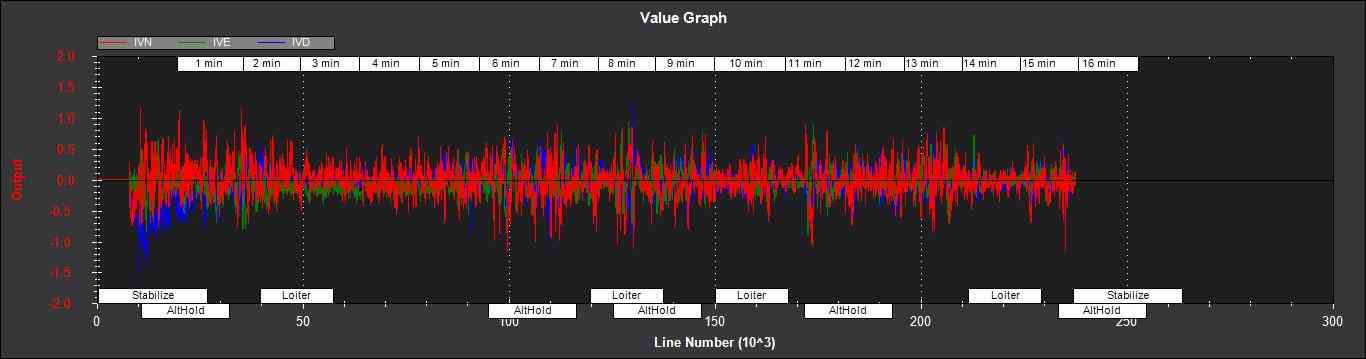 Value Graph
IVN IVE IVD
2.0
1 min 2 min 3 min 4 min 5 min 6 min 7 min 8 min 9 min 10 min 11 min 12 min 13 min 14 min 15 min 16 min
1.5
1.0
0.5
0.0
-0.5
-1.0
-1.5
-2.0
Output
Stabilize Loiter Loiter Loiter Loiter Stabilize
AltHold AltHold AltHold AltHold AltHold
0 50 100 150 200 250 300
Line Number (10^3)